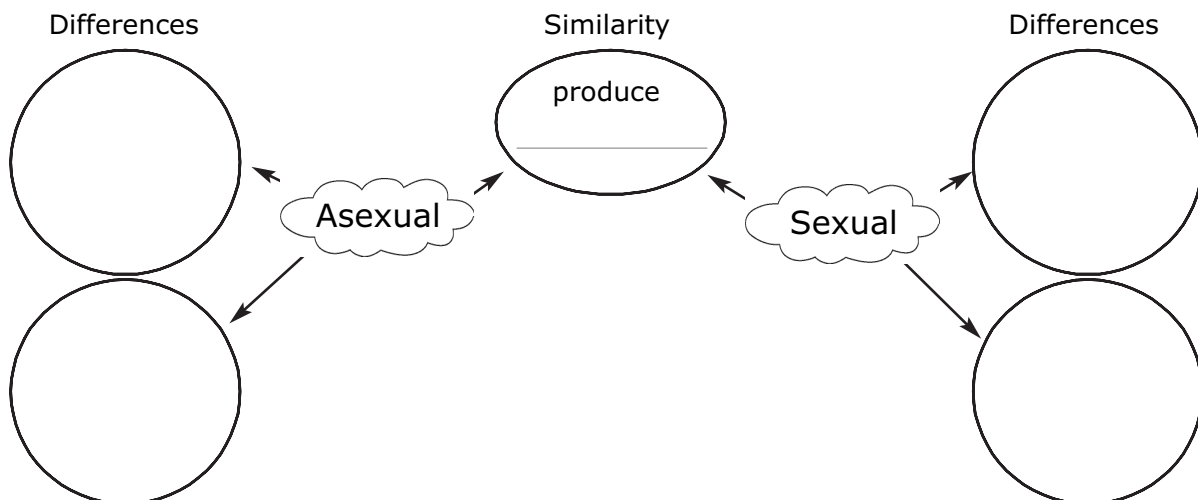 Differences
Similarity
Differences
produce
Asexual
Sexual